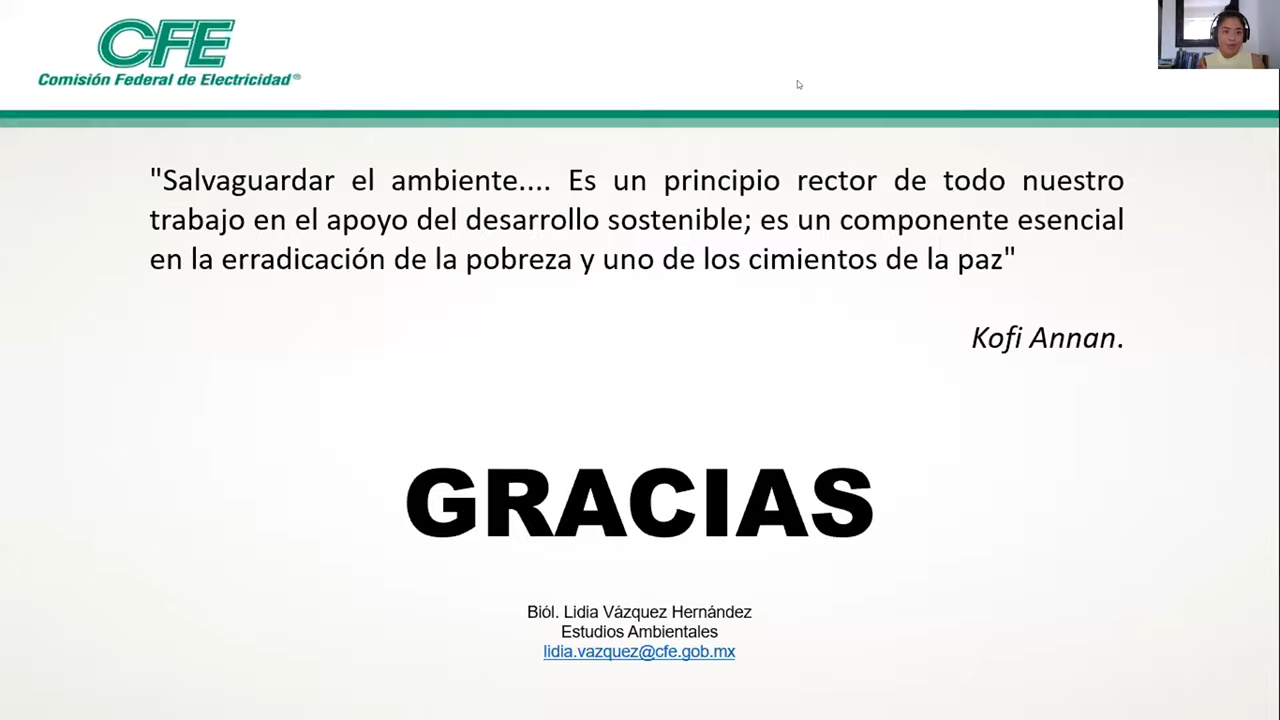 CFE
Comisión Federal de Electricidad®
"Salvaguardar el ambiente.... Es un principio rector de todo nuestro
trabajo en el apoyo del desarrollo sostenible; es un componente esencial
en la erradicación de la pobreza y uno de los cimientos de la paz"
Kofi Annan.
GRACIAS
Biól. Lidia Vázquez Hernández
Estudios Ambientales
lidia.vazquez@cfe.gob.mx